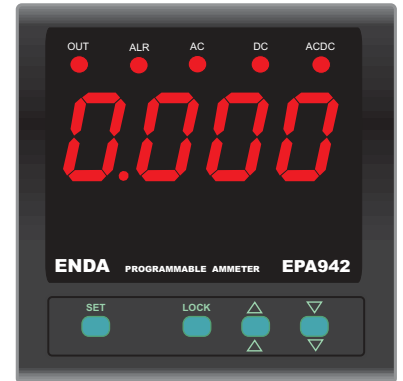 OUT ALR AC DC ACDC
0.000
ENDA PROGRAMMABLE AMMETER EPA942
SET LOCK